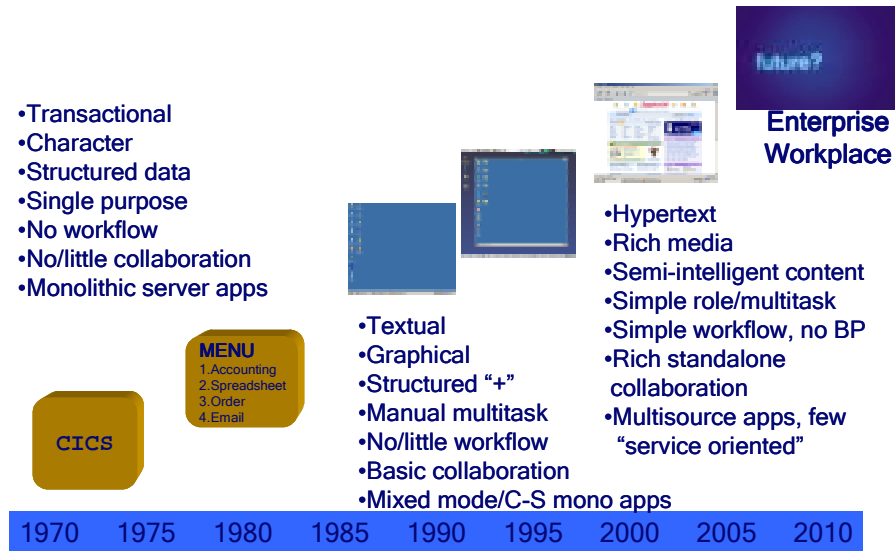 future?
Enterprise
Workplace
•Transactional
•Character
•Structured data
•Single purpose
•No workflow
•No/little collaboration
•Monolithic server apps
MENU
1.Accounting
2.Spreadsheet
3.Order
4.Email
CICS
•Textual
•Graphical
•Structured “+”
•Manual multitask
•No/little workflow
•Basic collaboration
•Mixed mode/C-S mono apps
•Hypertext
•Rich media
•Semi-intelligent content
•Simple role/multitask
•Simple workflow, no BP
•Rich standalone
collaboration
•Multisource apps, few
“service oriented”
1970 1975 1980 1985 1990 1995 2000 2005 2010